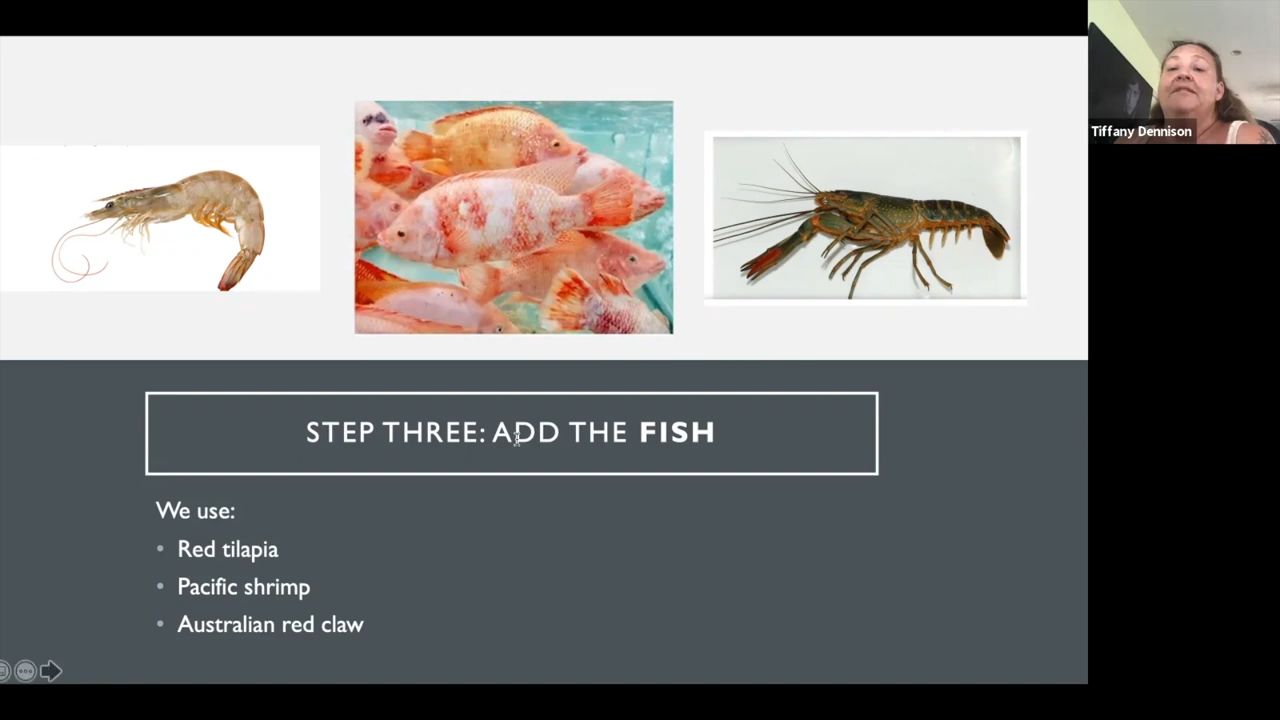 Tiffany Dennison
STEP THREE: ADD THE FISH
We use:
• Red tilapia
• Pacific shrimp
• Australian red claw